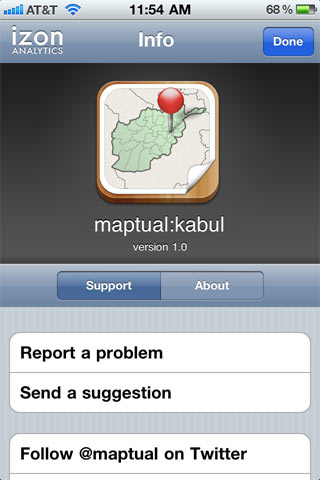 AT&T 11:54 AM 68%
izon
ANALYTICS
Info
Done
maptual:kabul
version 1.0
Support About
Report a problem
Send a suggestion
Follow @maptual on Twitter